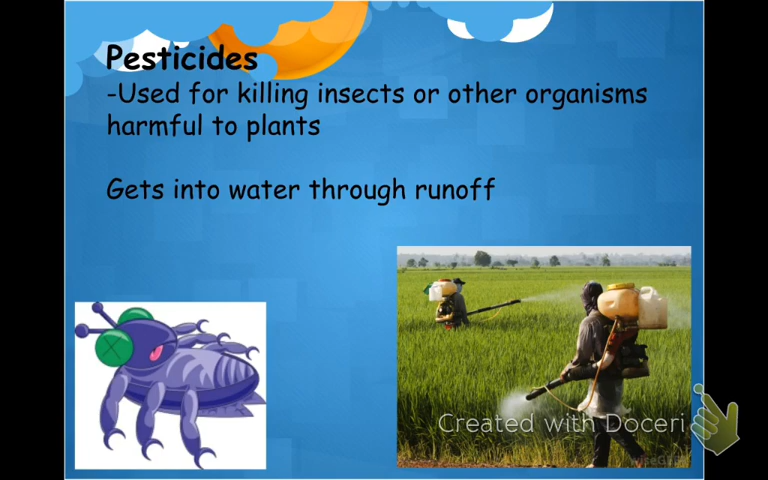 Pesticides
-Used for killing insects or other organisms
harmful to plants
Gets into water through runoff
Created with Doceri